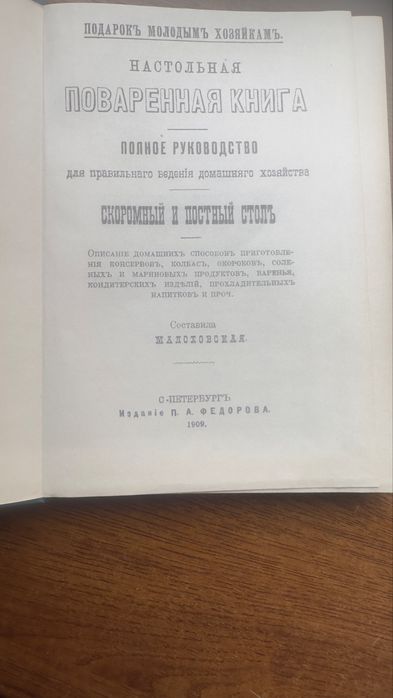 ПОДАРОКЪ МОЛОДЫМЪ ХОЗЯЙКАМЪ.
НАСТОЛЬНАЯ
ПОВАРЕННАЯ КНИГА
ПОЛНОЕ РУКОВОДСТВО
для правильнаго веденія домашняго хозяйства
СКОРОМНЫЙ И ПОСТНЫЙ СТОЛЪ
Описаніе домашнихъ способовъ приготовле-
нія консервовъ, колбасъ, окороковъ, соле-
ныхъ и маринованныхъ продуктовъ, варенья,
кондитерскихъ издѣлій, прохладительныхъ
напитковъ и проч.
Составила
МАЛОХОВСКАЯ.
С-ПЕТЕРБУРГЪ
Изданіе П. А. ФЕДОРОВА.
1909.